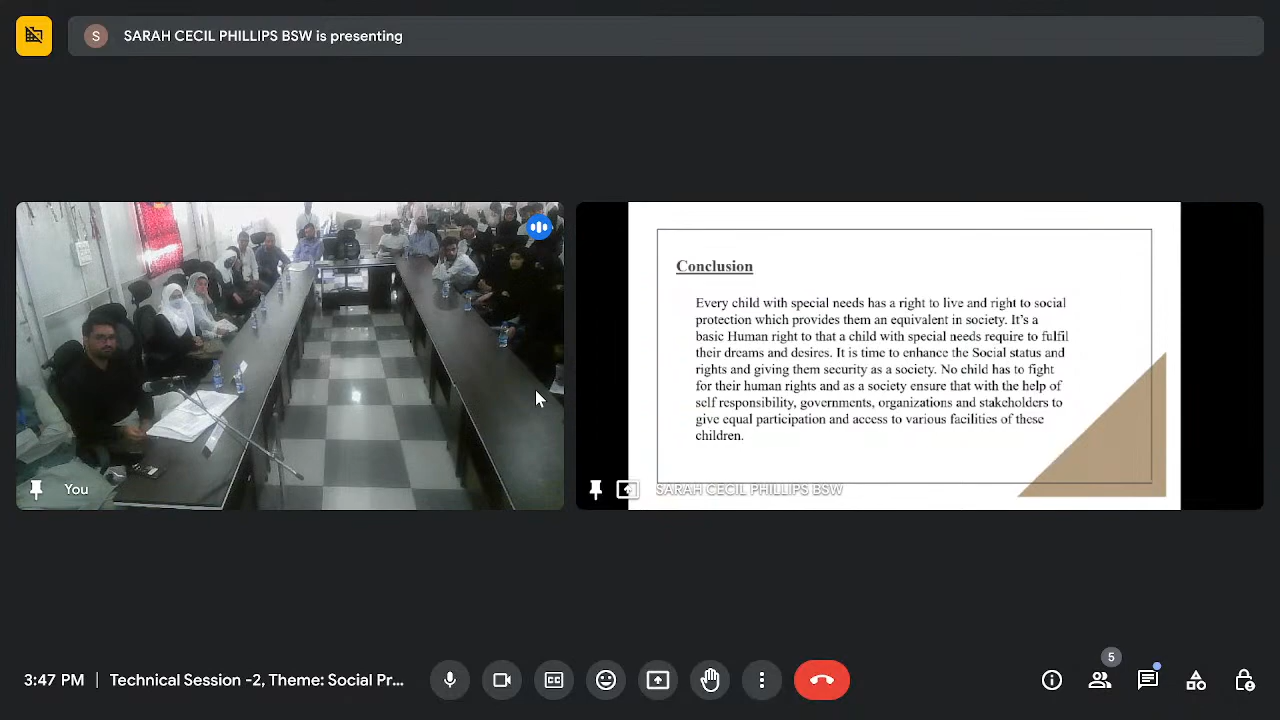 S
SARAH CECIL PHILLIPS BSW is presenting
You
Conclusion
Every child with special needs has a right to live and right to social
protection which provides them an equivalent in society. It's a
basic Human right to that a child with special needs require to fulfil
their dreams and desires. It is time to enhance the Social status and
rights and giving them security as a society. No child has to fight
for their human rights and as a society ensure that with the help of
self responsibility, governments, organizations and stakeholders to
give equal participation and access to various facilities of these
children.
SARAH CECIL PHILLIPS BSW
5
3:47 PM | Technical Session -2, Theme: Social Pr...